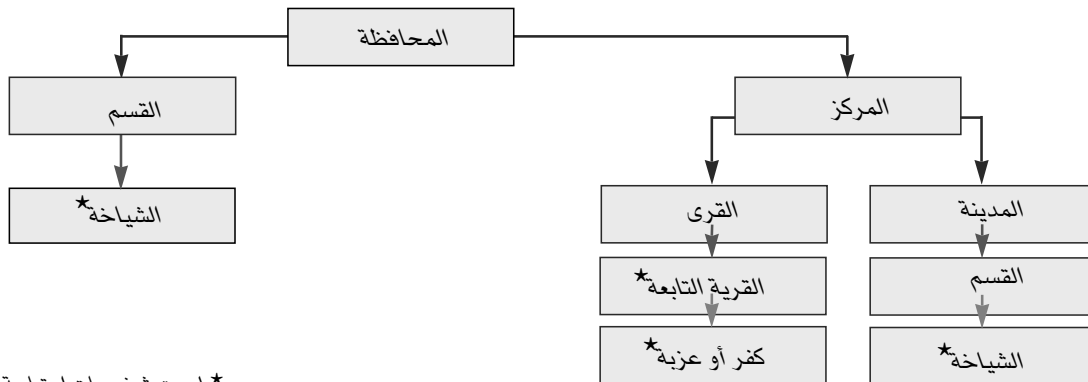 المحافظة
القسم
المركز
الشياخة*
القرى
المدينة
القرية التابعة*
القسم
كفر أو عزبة*
الشياخة*